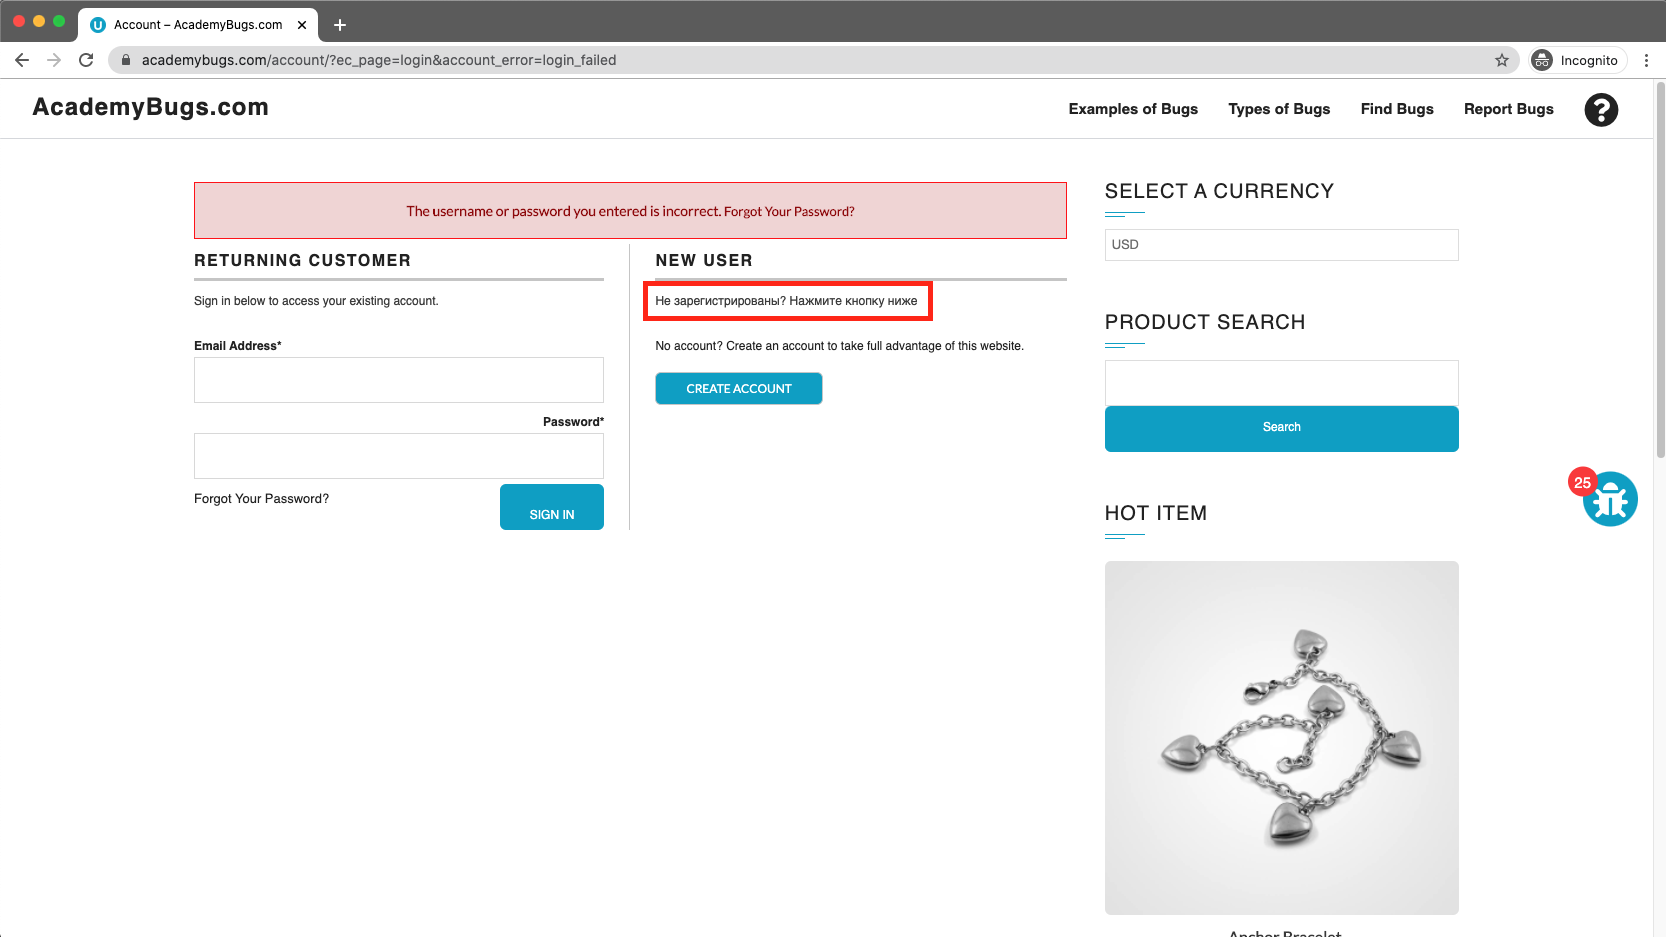 Account – AcademyBugs.com
academybugs.com/account/?ec_page=login&account_error=login_failed
Incognito
AcademyBugs.com
Examples of Bugs
Types of Bugs
Find Bugs
Report Bugs
?
The username or password you entered is incorrect. Forgot Your Password?
RETURNING CUSTOMER
Sign in below to access your existing account.
Email Address*
Password*
Forgot Your Password?
SIGN IN
NEW USER
Не зарегистрированы? Нажмите кнопку ниже
No account? Create an account to take full advantage of this website.
CREATE ACCOUNT
SELECT A CURRENCY
USD
PRODUCT SEARCH
Search
25
HOT ITEM
Anchor Bracelet